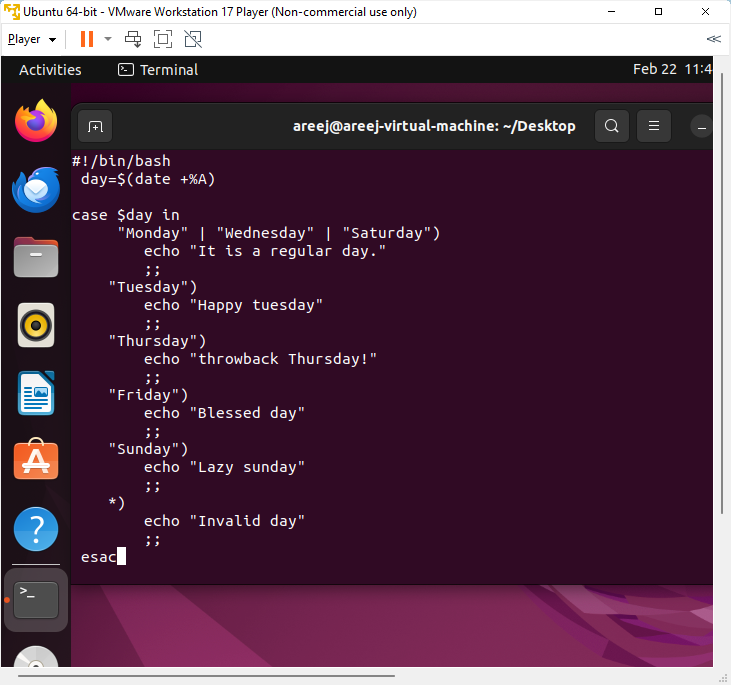 Ubuntu 64-bit - VMware Workstation 17 Player (Non-commercial use only)
Player
Activities
Terminal
Feb 22 11:4
areej@areej-virtual-machine: ~/Desktop
#!/bin/bash
day=$(date +%A)
case $day in
"Monday" | "Wednesday" | "Saturday")
echo "It is a regular day."
;;
"Tuesday")
echo "Happy tuesday"
;;
"Thursday")
echo "throwback Thursday!"
;;
"Friday")
echo "Blessed day"
;;
"Sunday")
echo "Lazy sunday"
;;
*)
echo "Invalid day"
;;
esac